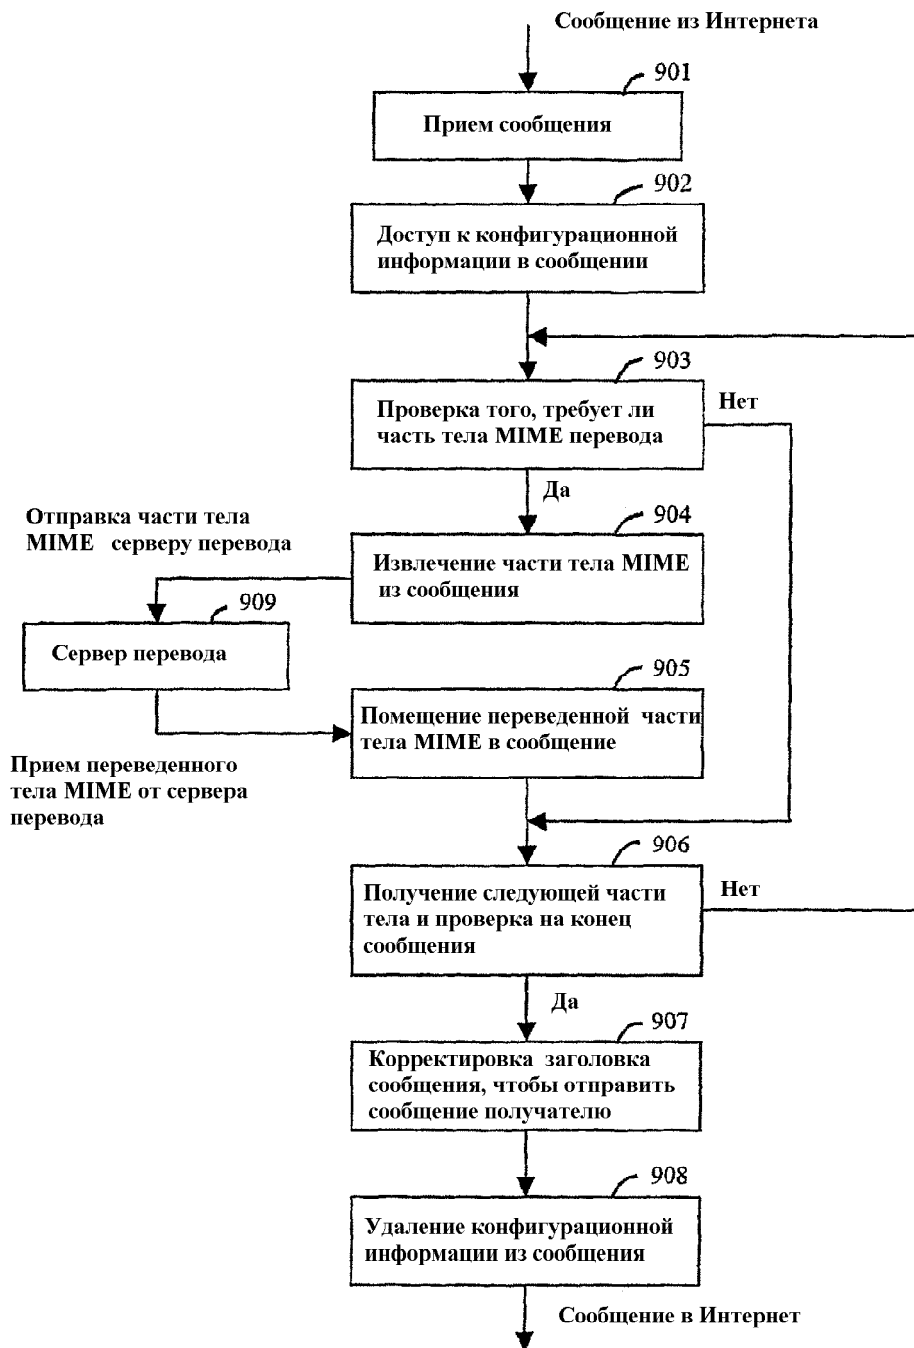 Сообщение из Интернета
901
Прием сообщения
902
Доступ к конфигурационной
информации в сообщении
903
Проверка того, требует ли
часть тела MIME перевода
Нет
Да
Отправка части тела
MIME серверу перевода
904
Извлечение части тела MIME
из сообщения
909
Сервер перевода
905
Помещение переведенной части
тела MIME в сообщение
Прием переведенного
тела MIME от сервера
перевода
906
Получение следующей части
тела и проверка на конец
сообщения
Нет
Да
907
Корректировка заголовка
сообщения, чтобы отправить
сообщение получателю
908
Удаление конфигурационной
информации из сообщения
Сообщение в Интернет